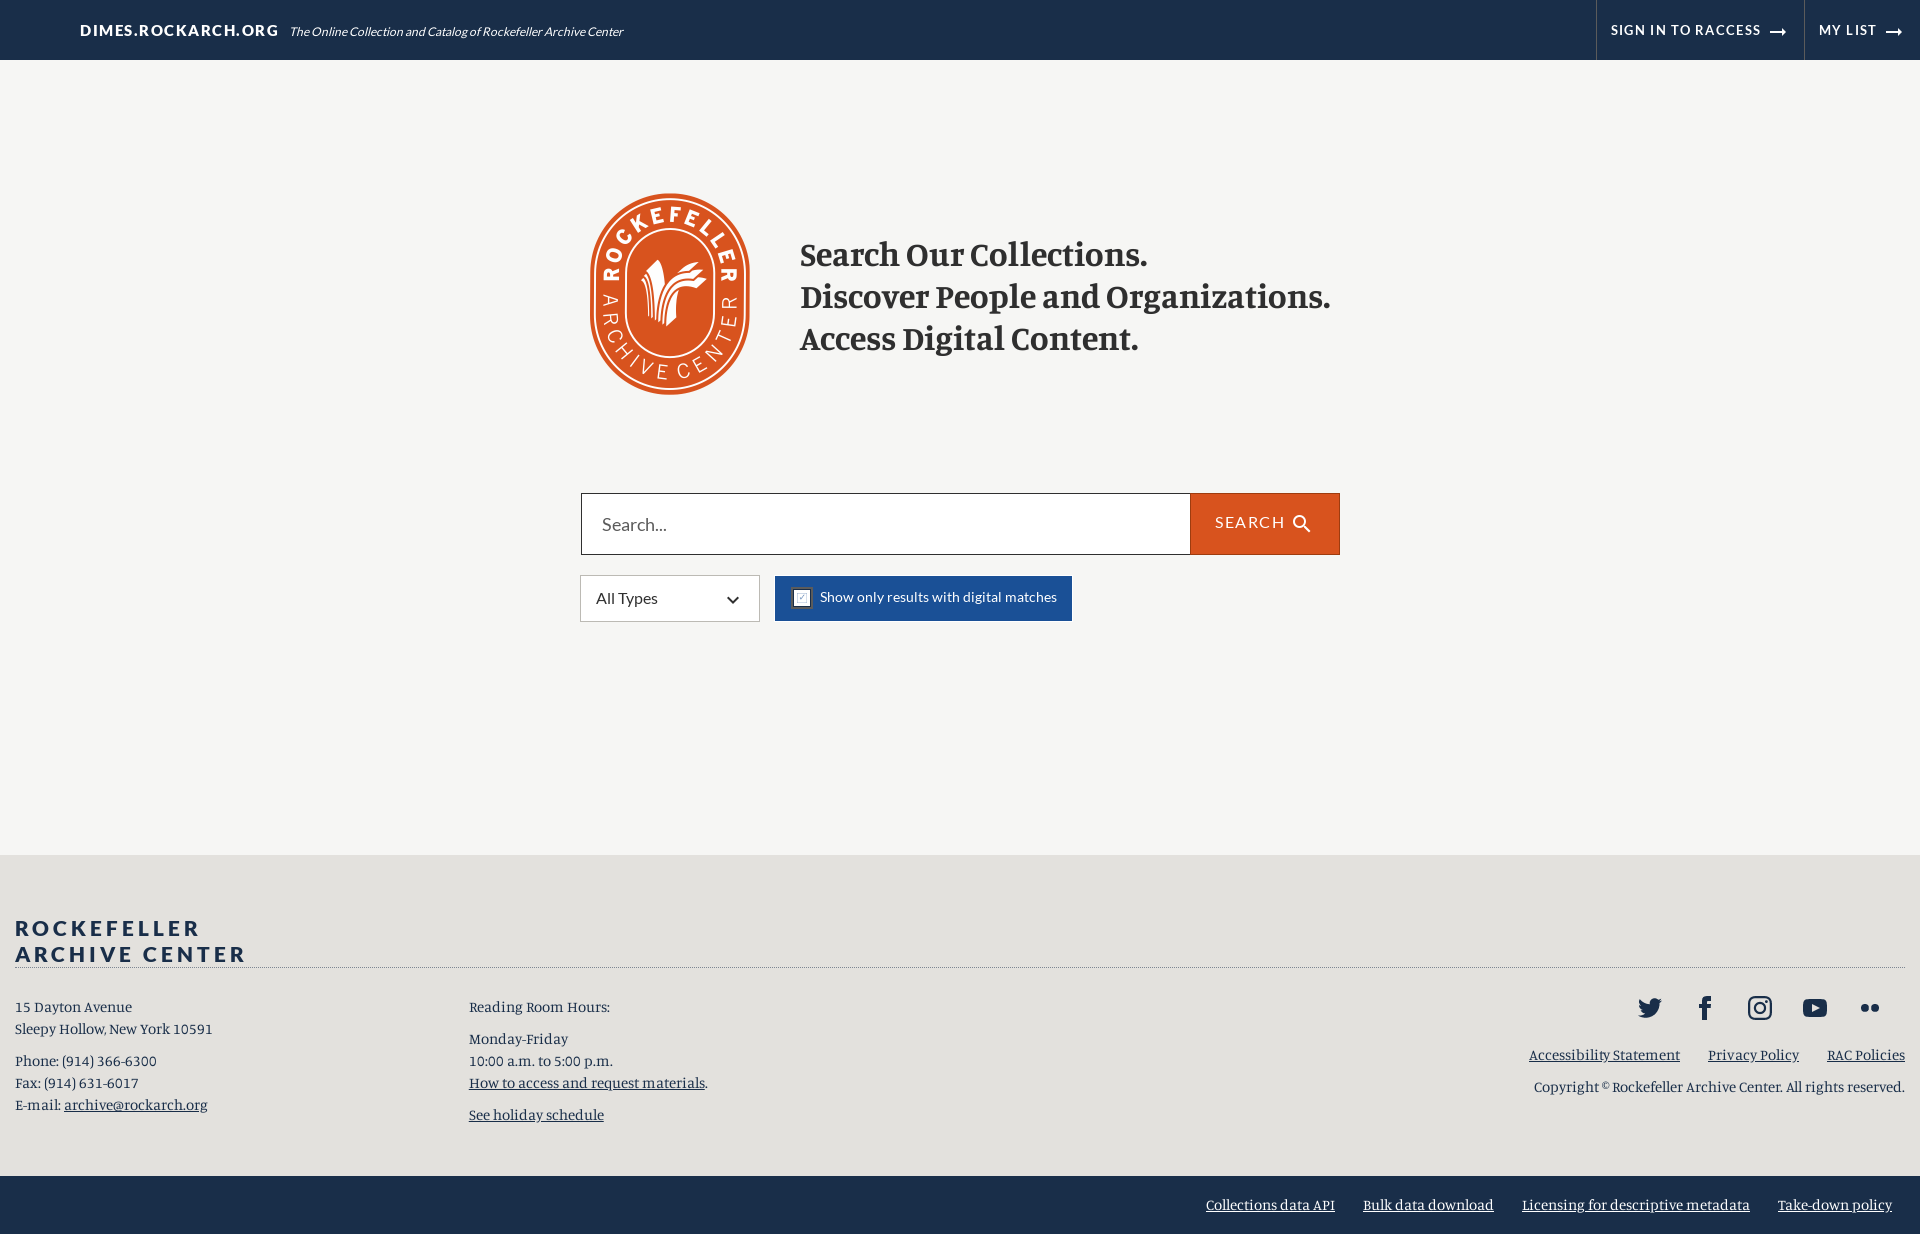 DIMES.ROCKARCH.ORG The Online Collection and Catalog of Rockefeller Archive Center
SIGN IN TO RACCESS
MY LIST
ROCKEFELLER
ARCHIVE CENTER
Search Our Collections.
Discover People and Organizations.
Access Digital Content.
Search...
SEARCH
All Types
Show only results with digital matches
ROCKEFELLER
ARCHIVE CENTER
15 Dayton Avenue
Sleepy Hollow, New York 10591
Phone: (914) 366-6300
Fax: (914) 631-6017
E-mail: archive@rockarch.org
Reading Room Hours:
Monday-Friday
10:00 a.m. to 5:00 p.m.
How to access and request materials.
See holiday schedule
Accessibility Statement
Privacy Policy
RAC Policies
Copyright © Rockefeller Archive Center. All rights reserved.
Collections data API
Bulk data download
Licensing for descriptive metadata
Take-down policy